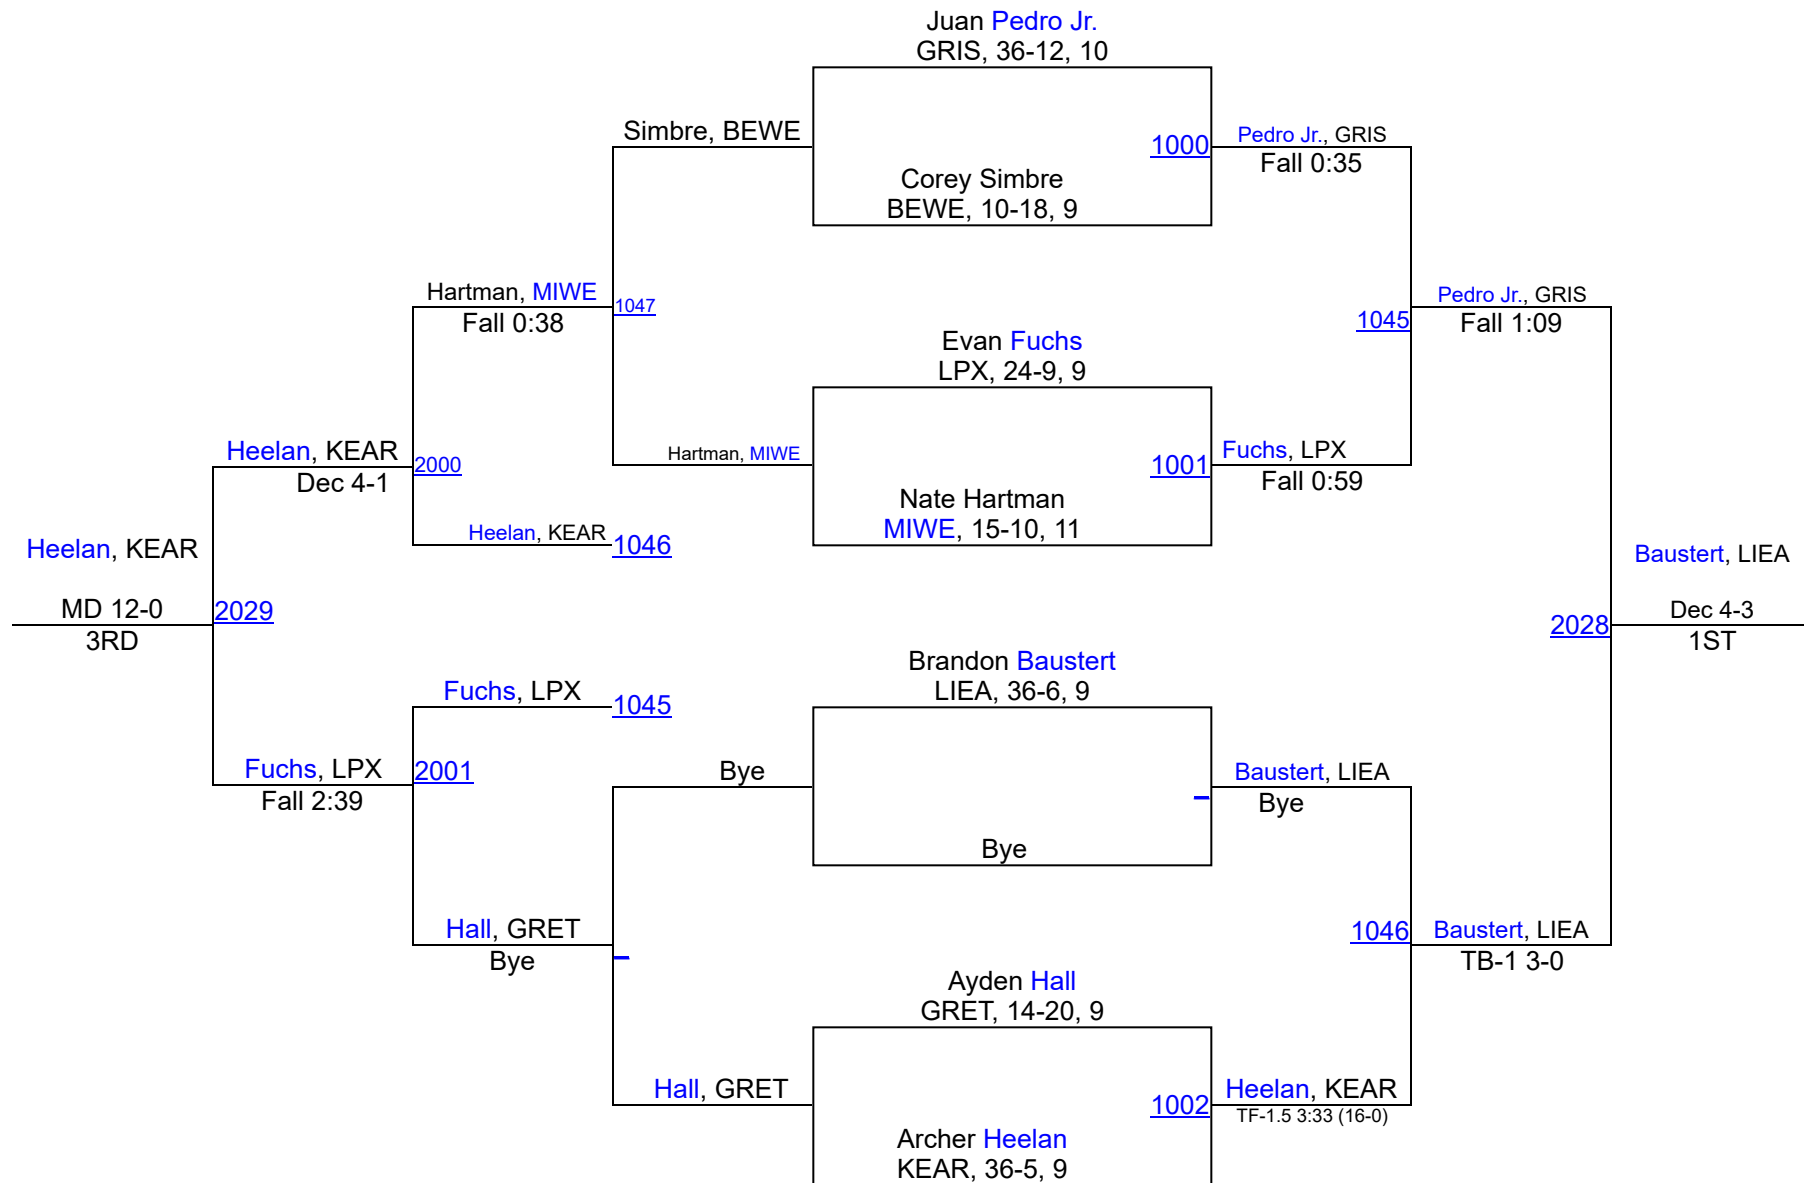 Juan Pedro Jr.
GRIS, 36-12, 10
Simbre, BEWE
1000
Pedro Jr., GRIS
Fall 0:35
Corey Simbre
BEWE, 10-18, 9
Hartman, MIWE
Fall 0:38
1047
Pedro Jr., GRIS
Fall 1:09
1045
Evan Fuchs
LPX, 24-9, 9
Heelan, KEAR
Dec 4-1
2000
Hartman, MIWE
1001
Fuchs, LPX
Fall 0:59
Nate Hartman
MIWE, 15-10, 11
Heelan, KEAR
1046
Heelan, KEAR
MD 12-0
3RD
2029
Baustert, LIEA
Dec 4-3
1ST
2028
Brandon Baustert
LIEA, 36-6, 9
Fuchs, LPX
1045
Fuchs, LPX
Fall 2:39
2001
Bye
Baustert, LIEA
Bye
Bye
Hall, GRET
Bye
1046
Baustert, LIEA
TB-1 3-0
Ayden Hall
GRET, 14-20, 9
Hall, GRET
1002
Heelan, KEAR
TF-1.5 3:33 (16-0)
Archer Heelan
KEAR, 36-5, 9